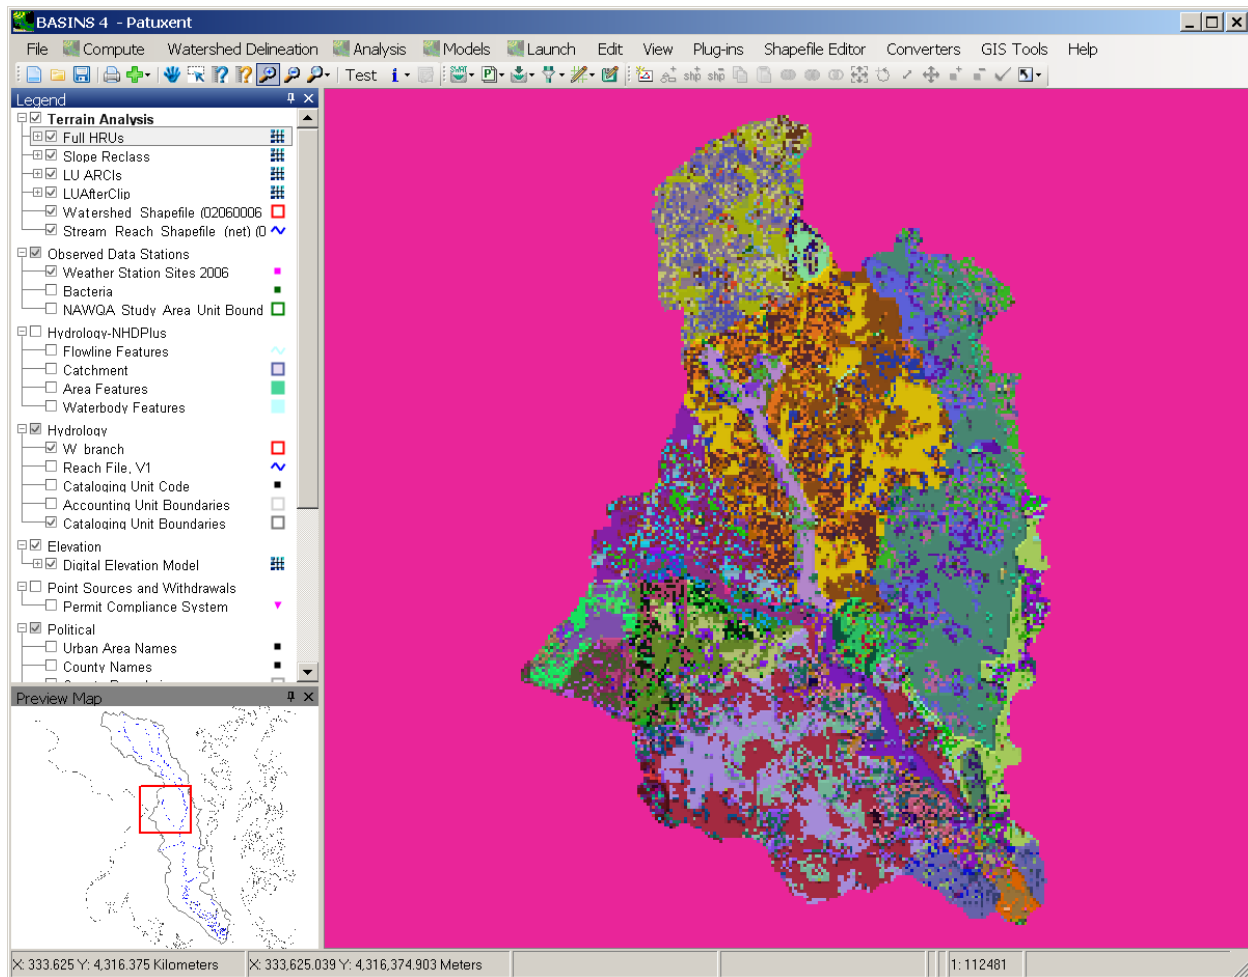 BASINS 4 - Patuxent
File Compute Watershed Delineation Analysis Models Launch Edit View Plug-ins Shapefile Editor Converters GIS Tools Help
Test shp shp
Legend
Terrain Analysis
Full HRUs
Slope Reclass
LU ARCIs
LUAfterClip
Watershed Shapefile (02060006
Stream Reach Shapefile (net) (0
Observed Data Stations
Weather Station Sites 2006
Bacteria
NAWQA Study Area Unit Bound
Hydrology-NHDPlus
Flowline Features
Catchment
Area Features
Waterbody Features
Hydrology
W_branch
Reach File, V1
Cataloging Unit Code
Accounting Unit Boundaries
Cataloging Unit Boundaries
Elevation
Digital Elevation Model
Point Sources and Withdrawals
Permit Compliance System
Political
Urban Area Names
County Names
Preview Map
X: 333.625 Y: 4,316.375 Kilometers X: 333,625.039 Y: 4,316,374.903 Meters 1: 112481